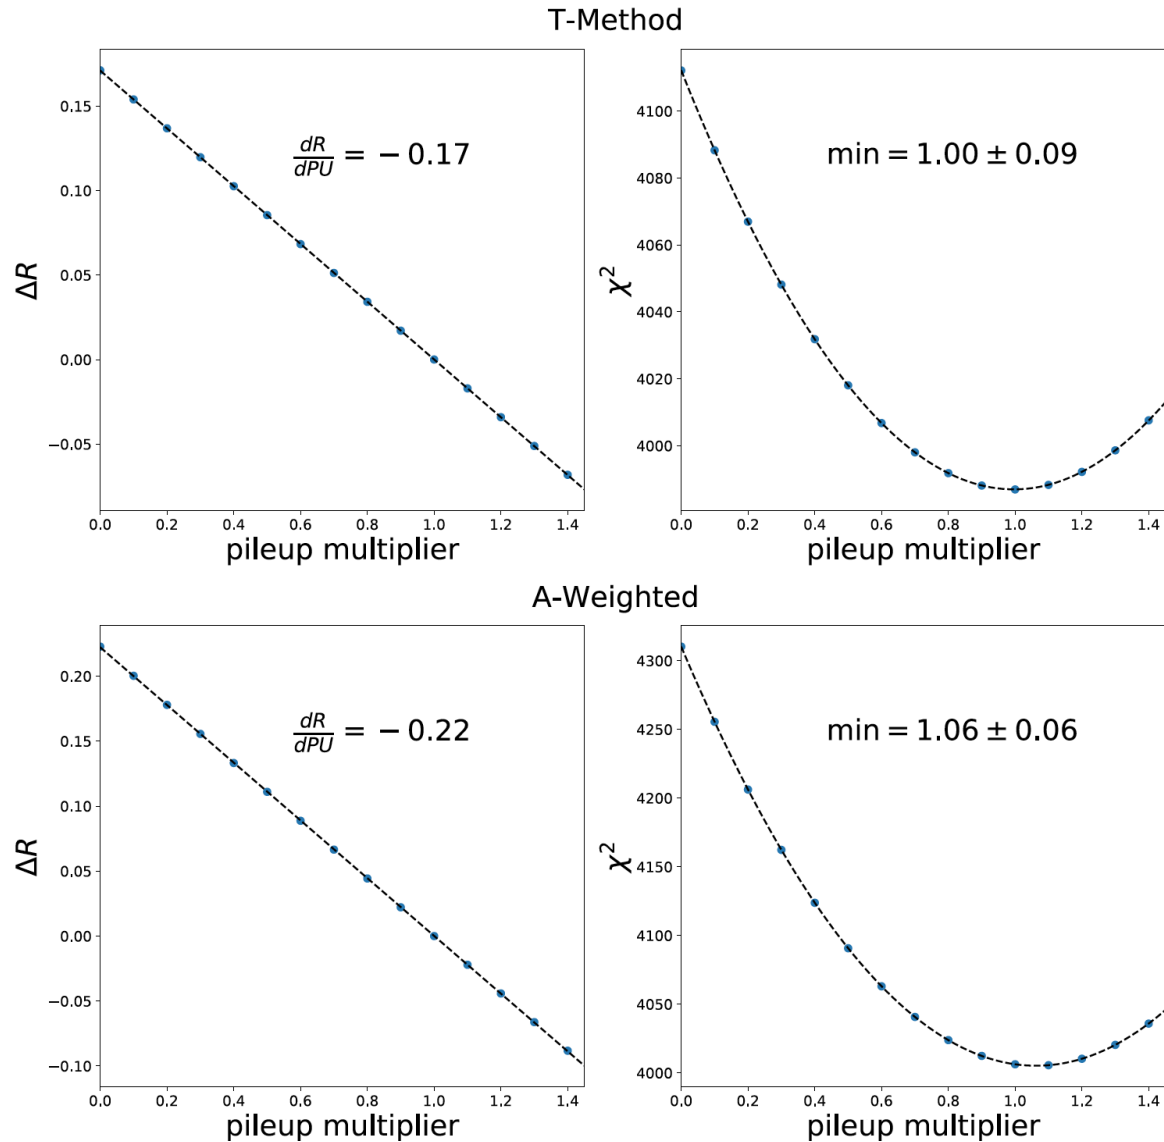 T-Method
0.15
0.10
0.05
0.00
−0.05
ΔR
dR/dPU = − 0.17
0.0 0.2 0.4 0.6 0.8 1.0 1.2 1.4
pileup multiplier
4100
4080
4060
4040
4020
4000
χ²
min = 1.00 ± 0.09
0.0 0.2 0.4 0.6 0.8 1.0 1.2 1.4
pileup multiplier
A-Weighted
0.20
0.15
0.10
0.05
0.00
−0.05
−0.10
ΔR
dR/dPU = − 0.22
0.0 0.2 0.4 0.6 0.8 1.0 1.2 1.4
pileup multiplier
4300
4250
4200
4150
4100
4050
4000
χ²
min = 1.06 ± 0.06
0.0 0.2 0.4 0.6 0.8 1.0 1.2 1.4
pileup multiplier